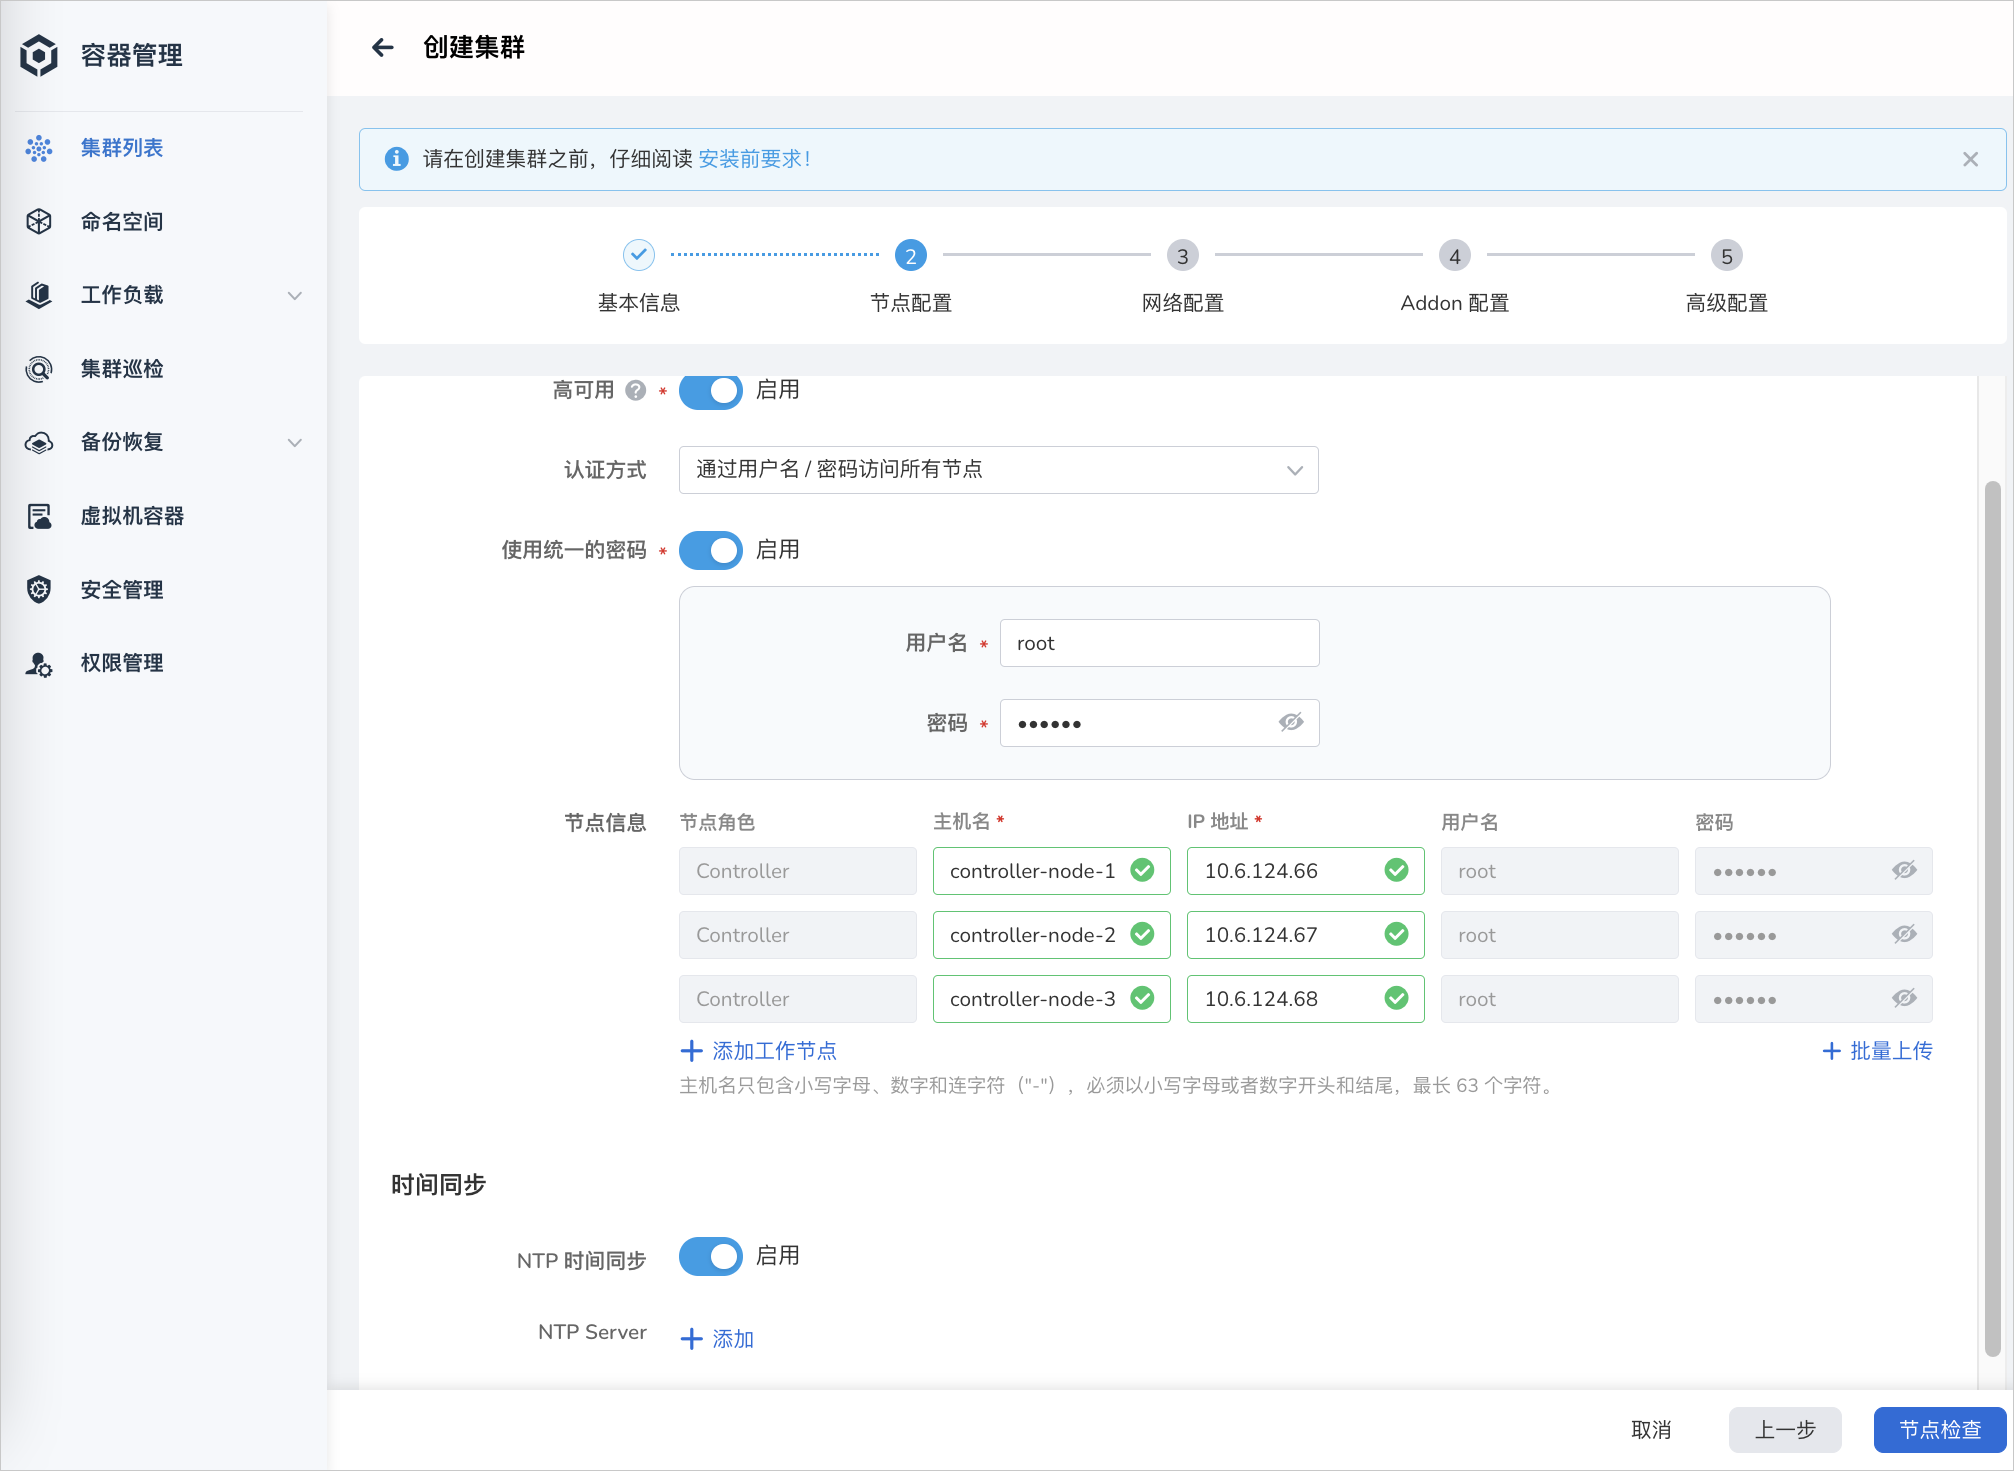 容器管理
集群列表
命名空间
工作负载
集群巡检
备份恢复
虚拟机容器
安全管理
权限管理
创建集群
请在创建集群之前，仔细阅读 安装前要求！
2 3 4 5
基本信息 节点配置 网络配置 Addon 配置 高级配置
高可用 ? * 启用
认证方式 通过用户名 / 密码访问所有节点
使用统一的密码 * 启用
用户名 * root
密码 * ••••••
节点信息 节点角色 主机名 * IP 地址 * 用户名 密码
Controller controller-node-1 10.6.124.66 root ••••••
Controller controller-node-2 10.6.124.67 root ••••••
Controller controller-node-3 10.6.124.68 root ••••••
+ 添加工作节点 + 批量上传
主机名只包含小写字母、数字和连字符（"-"），必须以小写字母或者数字开头和结尾，最长 63 个字符。
时间同步
NTP 时间同步 启用
NTP Server + 添加
取消 上一步 节点检查